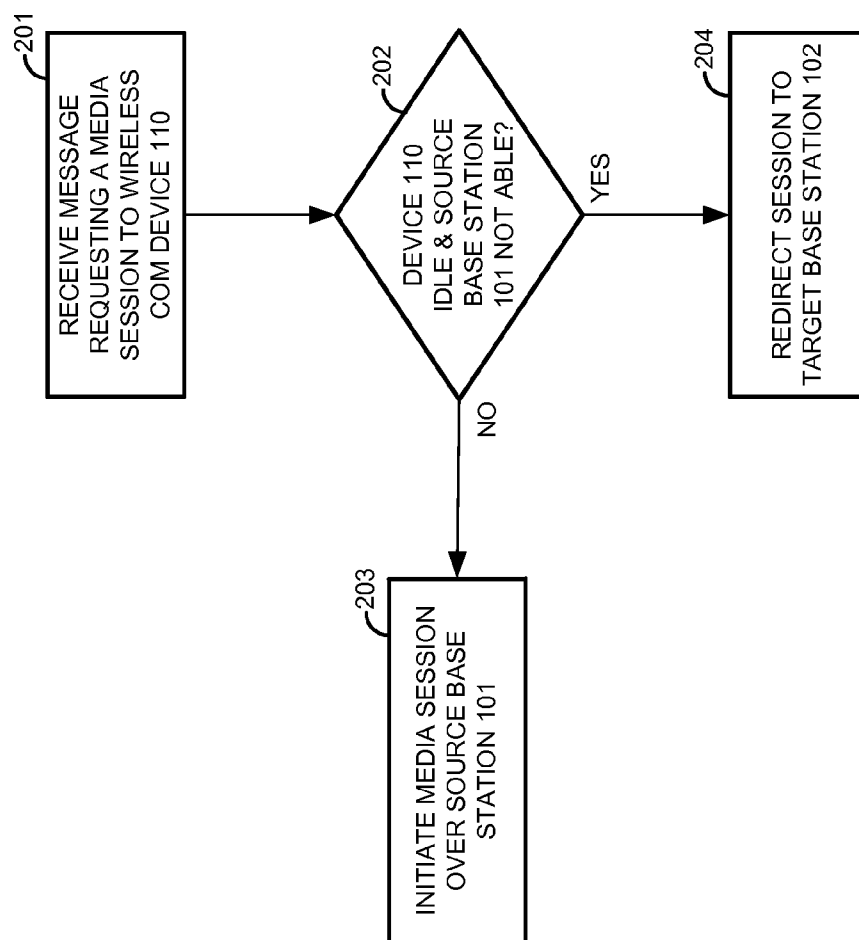 201
RECEIVE MESSAGE
REQUESTING A MEDIA
SESSION TO WIRELESS
COM DEVICE 110
202
DEVICE 110
IDLE & SOURCE
BASE STATION
101 NOT ABLE?
NO
YES
203
INITIATE MEDIA SESSION
OVER SOURCE BASE
STATION 101
204
REDIRECT SESSION TO
TARGET BASE STATION 102